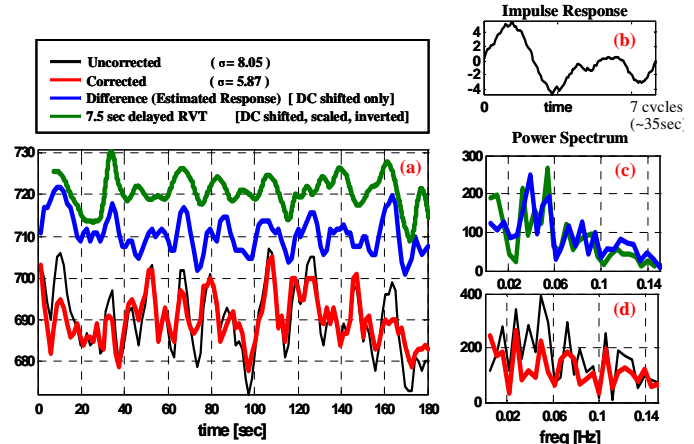 Impulse Response
Uncorrected ( σ= 8.05)
Corrected ( σ= 5.87)
Difference (Estimated Response) [ DC shifted only]
7.5 sec delayed RVT [DC shifted, scaled, inverted]
4
2
0
-2
-4
(b)
0 time 7 cycles
(~35sec)
730
720
710
700
690
680
(a)
0 20 40 60 80 100 120 140 160 180
time [sec]
Power Spectrum
300
200
100
0
(c)
0.02 0.06 0.1 0.14
400
200
0
(d)
0.02 0.06 0.1 0.14
freq [Hz]